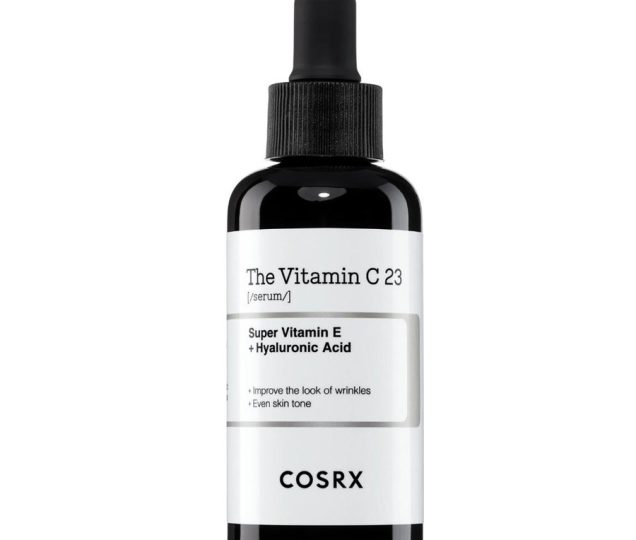 The Vitamin C 23
[/serum/]
Super Vitamin E
+Hyaluronic Acid
+ Improve the look of wrinkles
+ Even skin tone
COSRX